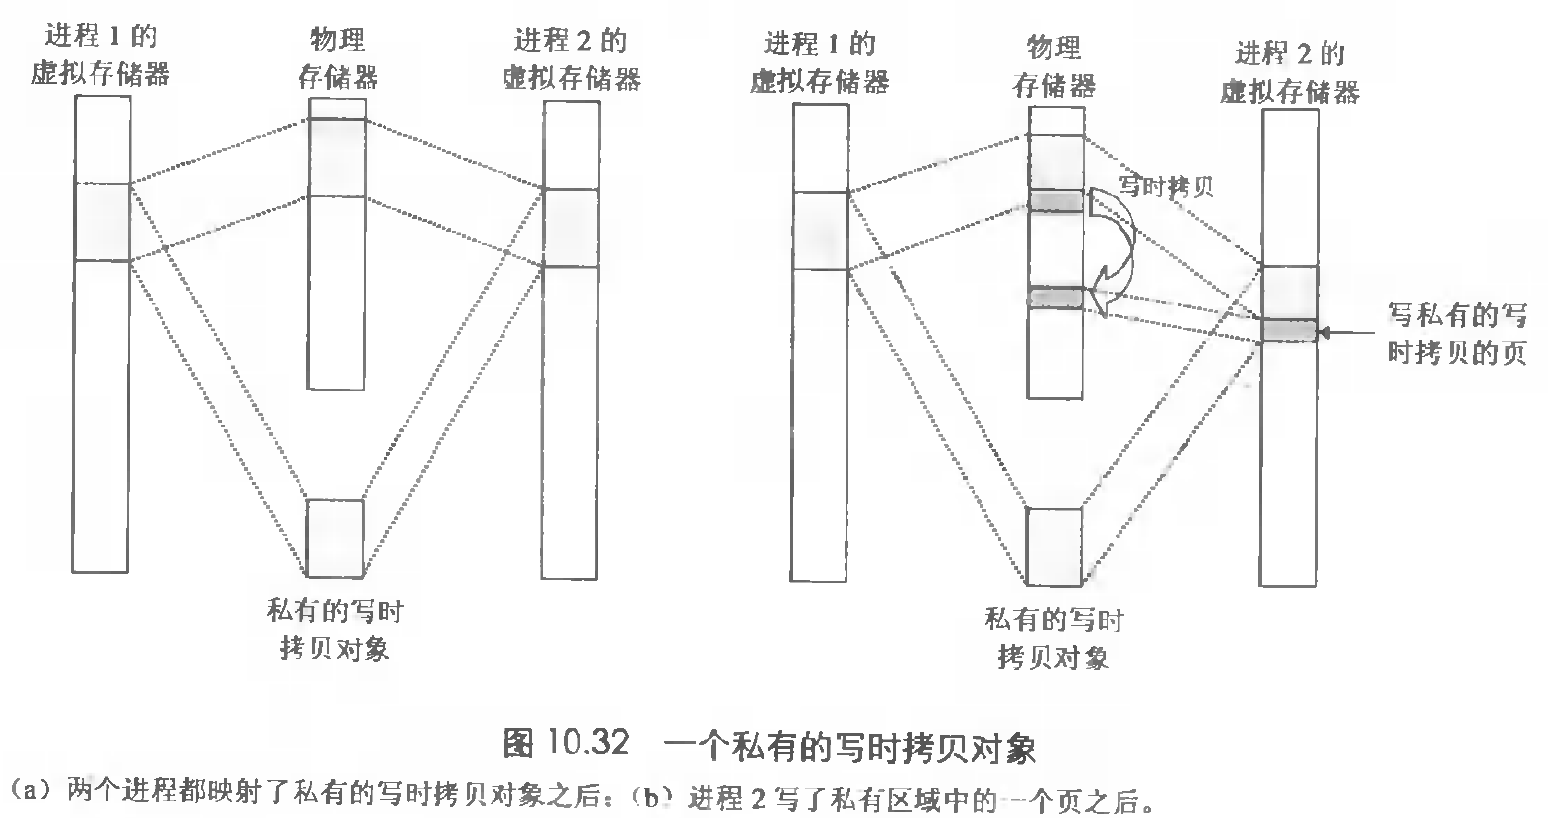 进程1的
虚拟存储器
物理
存储器
进程2的
虚拟存储器
私有的写时
拷贝对象
进程1的
虚拟存储器
物理
存储器
进程2的
虚拟存储器
写时拷贝
写私有的写
时拷贝的页
私有的写时
拷贝对象
图 10.32 一个私有的写时拷贝对象
（a）两个进程都映射了私有的写时拷贝对象之后；（b）进程2写了私有区域中的一个页之后。